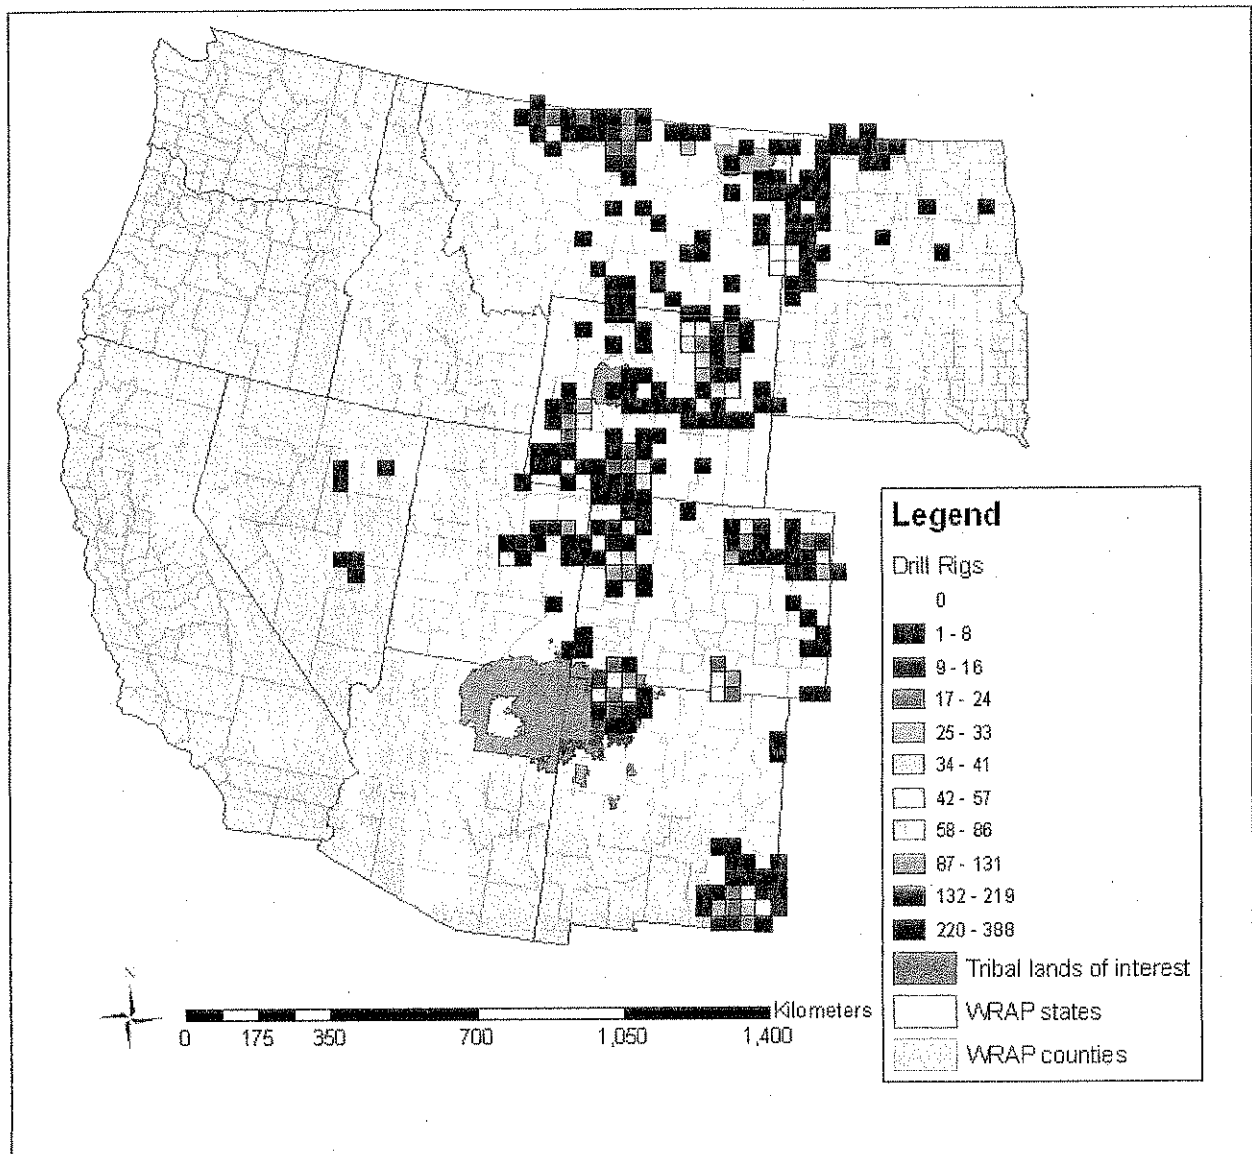 Legend
Drill Rigs
0
1 - 8
9 - 16
17 - 24
25 - 33
34 - 41
42 - 57
58 - 86
87 - 131
132 - 219
220 - 388
Tribal lands of interest
WRAP states
WRAP counties
N
Kilometers
0 175 350 700 1,050 1,400